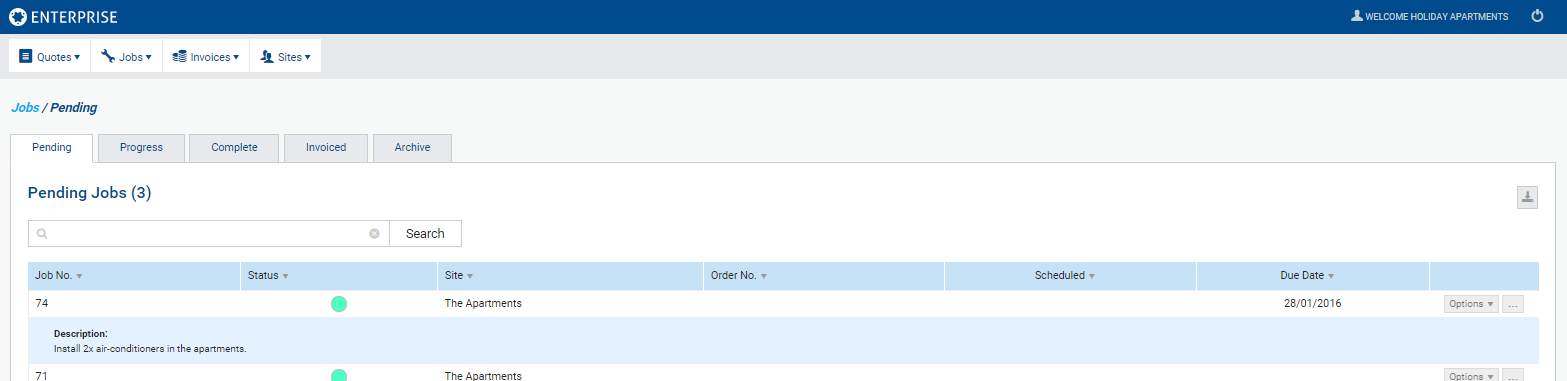 ENTERPRISE WELCOME HOLIDAY APARTMENTS
Quotes Jobs Invoices Sites
Jobs / Pending
Pending Progress Complete Invoiced Archive
Pending Jobs (3)
Search
Job No. Status Site Order No. Scheduled Due Date
74 The Apartments 28/01/2016 Options ...
Description:
Install 2x air-conditioners in the apartments.
71 The Apartments Options ...